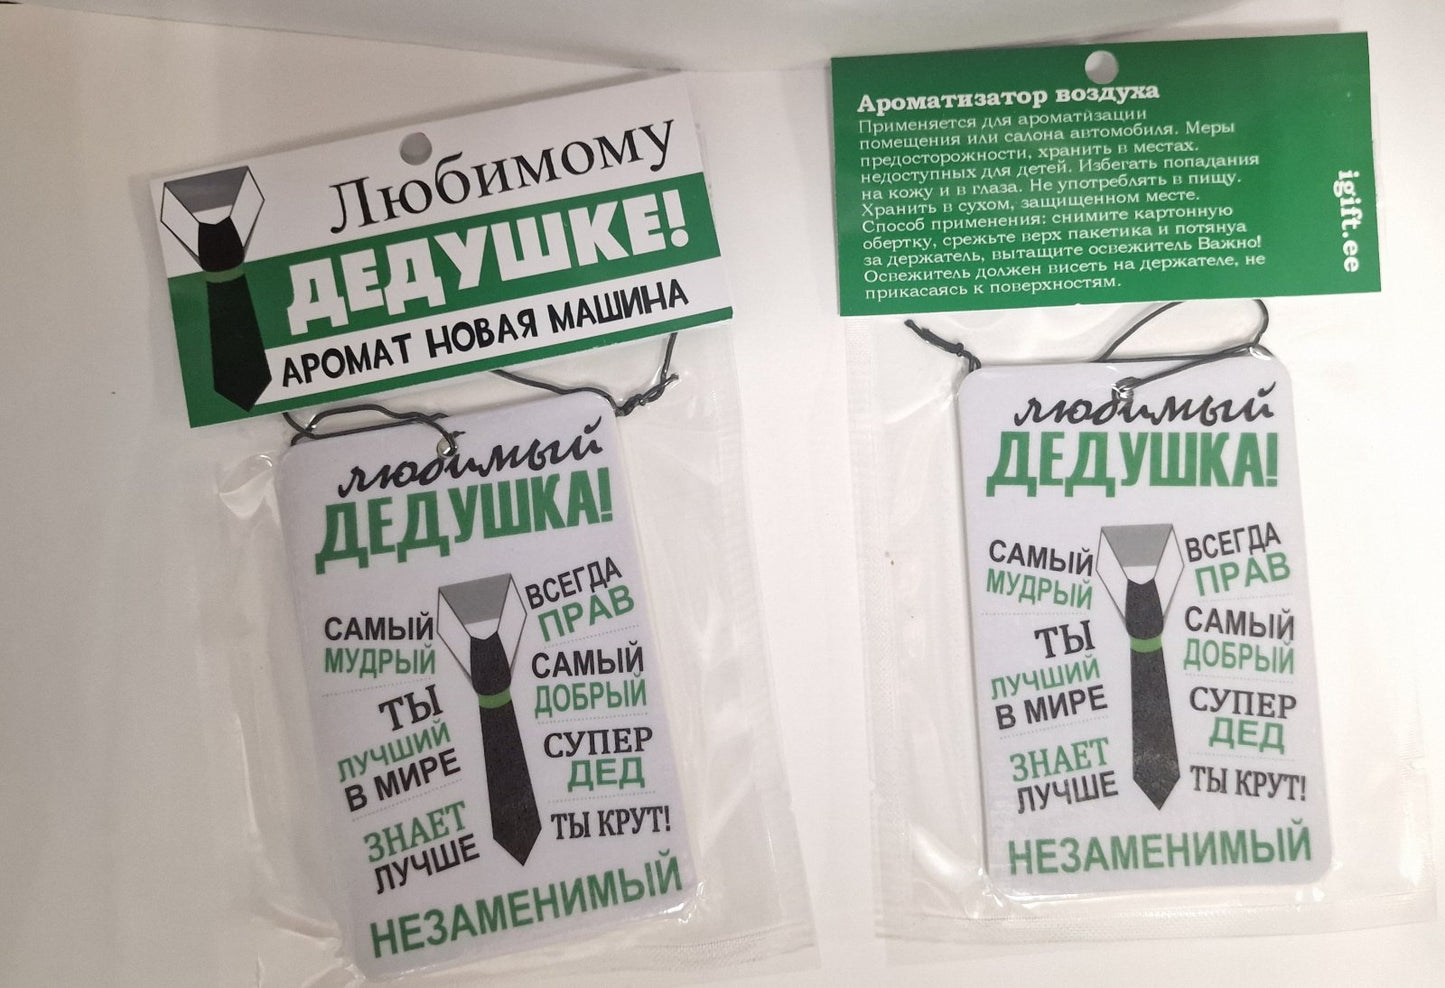 Любимому
ДЕДУШКЕ!
АРОМАТ НОВАЯ МАШИНА
любимый
ДЕДУШКА!
САМЫЙ
МУДРЫЙ
ТЫ
ЛУЧШИЙ
В МИРЕ
ЗНАЕТ
ЛУЧШЕ
ВСЕГДА
ПРАВ
САМЫЙ
ДОБРЫЙ
СУПЕР
ДЕД
ТЫ КРУТ!
НЕЗАМЕНИМЫЙ
Ароматизатор воздуха
Применяется для ароматизации
помещения или салона автомобиля. Меры
предосторожности, хранить в местах.
недоступных для детей. Избегать попадания
на кожу и в глаза. Не употреблять в пищу.
Хранить в сухом, защищенном месте.
Способ применения: снимите картонную
обертку, срежьте верх пакетика и потянуа
за держатель, вытащите освежитель Важно!
Освежитель должен висеть на держателе, не
прикасаясь к поверхностям.
igift.ee
любимый
ДЕДУШКА!
САМЫЙ
МУДРЫЙ
ТЫ
ЛУЧШИЙ
В МИРЕ
ЗНАЕТ
ЛУЧШЕ
ВСЕГДА
ПРАВ
САМЫЙ
ДОБРЫЙ
СУПЕР
ДЕД
ТЫ КРУТ!
НЕЗАМЕНИМЫЙ